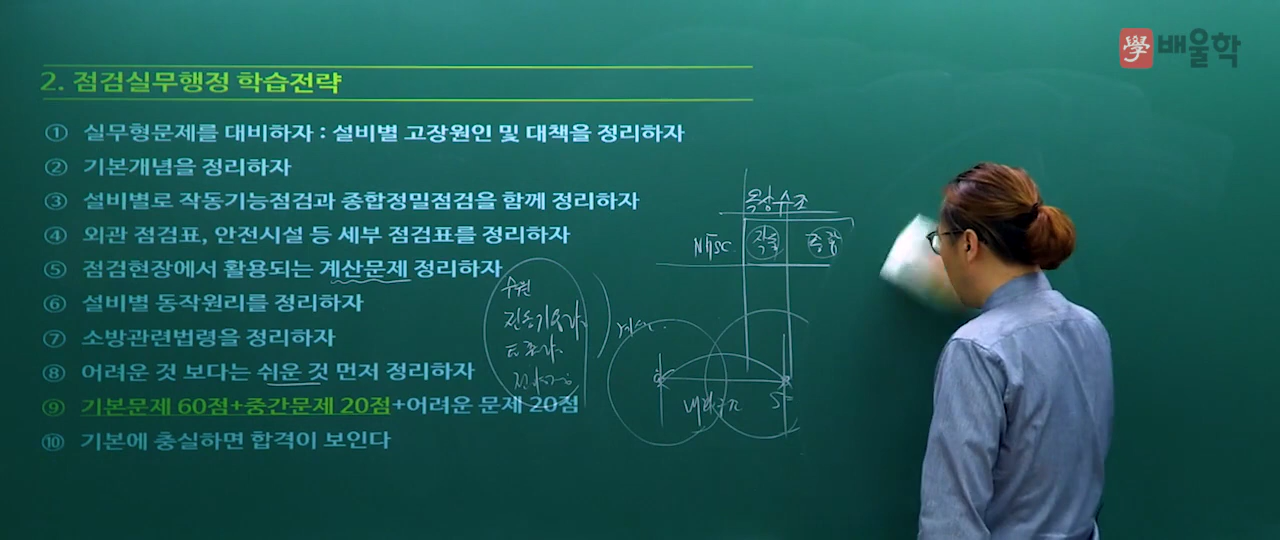 學 배울학
2. 점검실무행정 학습전략
① 실무형문제를 대비하자 : 설비별 고장원인 및 대책을 정리하자
② 기본개념을 정리하자
③ 설비별로 작동기능점검과 종합정밀점검을 함께 정리하자
④ 외관 점검표, 안전시설 등 세부 점검표를 정리하자
⑤ 점검현장에서 활용되는 계산문제 정리하자
⑥ 설비별 동작원리를 정리하자
⑦ 소방관련법령을 정리하자
⑧ 어려운 것 보다는 쉬운 것 먼저 정리하자
⑨ 기본문제 60점+중간문제 20점+어려운 문제 20점
⑩ 기본에 충실하면 합격이 보인다
옥상수조
NFSC 작동 종합
수원